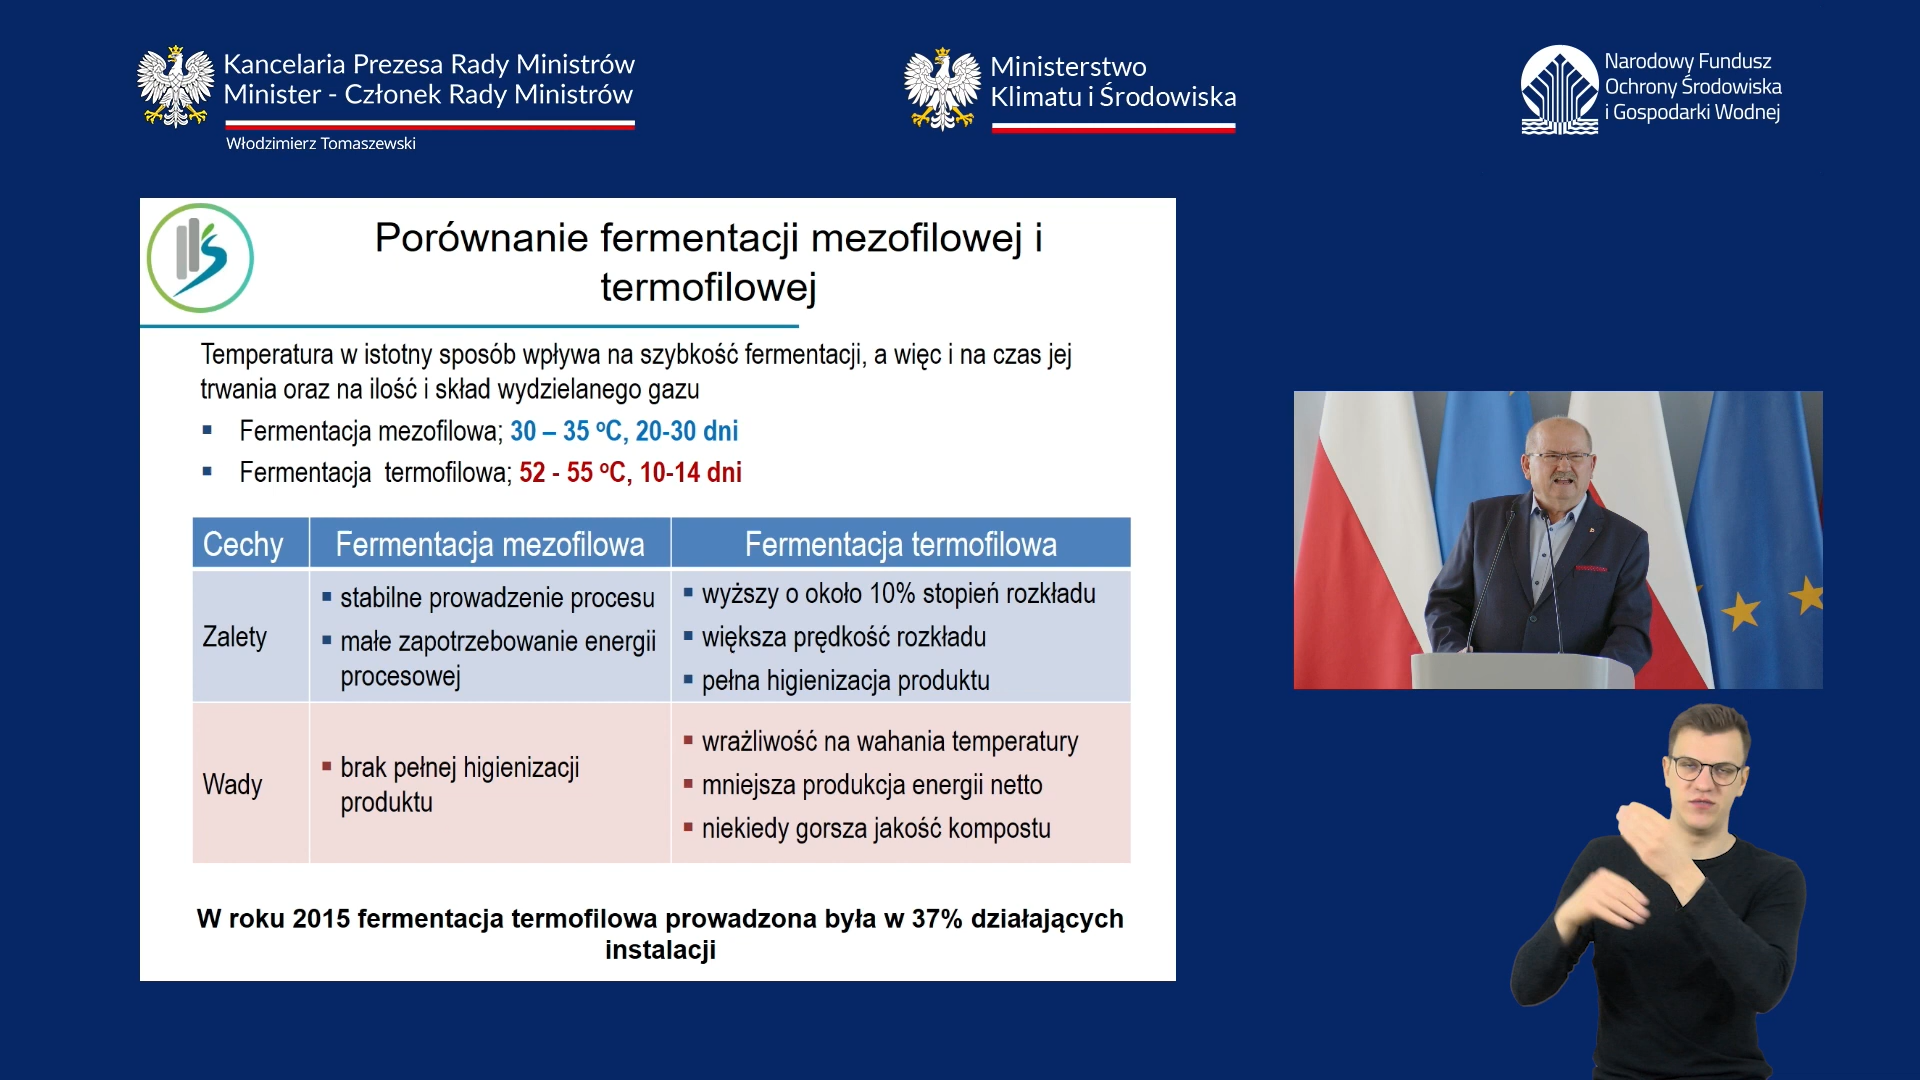 Kancelaria Prezesa Rady Ministrów
Minister - Członek Rady Ministrów
Włodzimierz Tomaszewski
Ministerstwo
Klimatu i Środowiska
Narodowy Fundusz
Ochrony Środowiska
i Gospodarki Wodnej
Porównanie fermentacji mezofilowej i
termofilowej
Temperatura w istotny sposób wpływa na szybkość fermentacji, a więc i na czas jej
trwania oraz na ilość i skład wydzielanego gazu
▪ Fermentacja mezofilowa; 30 – 35 ºC, 20-30 dni
▪ Fermentacja termofilowa; 52 - 55 ºC, 10-14 dni
Cechy
Fermentacja mezofilowa
Fermentacja termofilowa
Zalety
▪ stabilne prowadzenie procesu
▪ małe zapotrzebowanie energii
procesowej
▪ wyższy o około 10% stopień rozkładu
▪ większa prędkość rozkładu
▪ pełna higienizacja produktu
Wady
▪ brak pełnej higienizacji
produktu
▪ wrażliwość na wahania temperatury
▪ mniejsza produkcja energii netto
▪ niekiedy gorsza jakość kompostu
W roku 2015 fermentacja termofilowa prowadzona była w 37% działających
instalacji